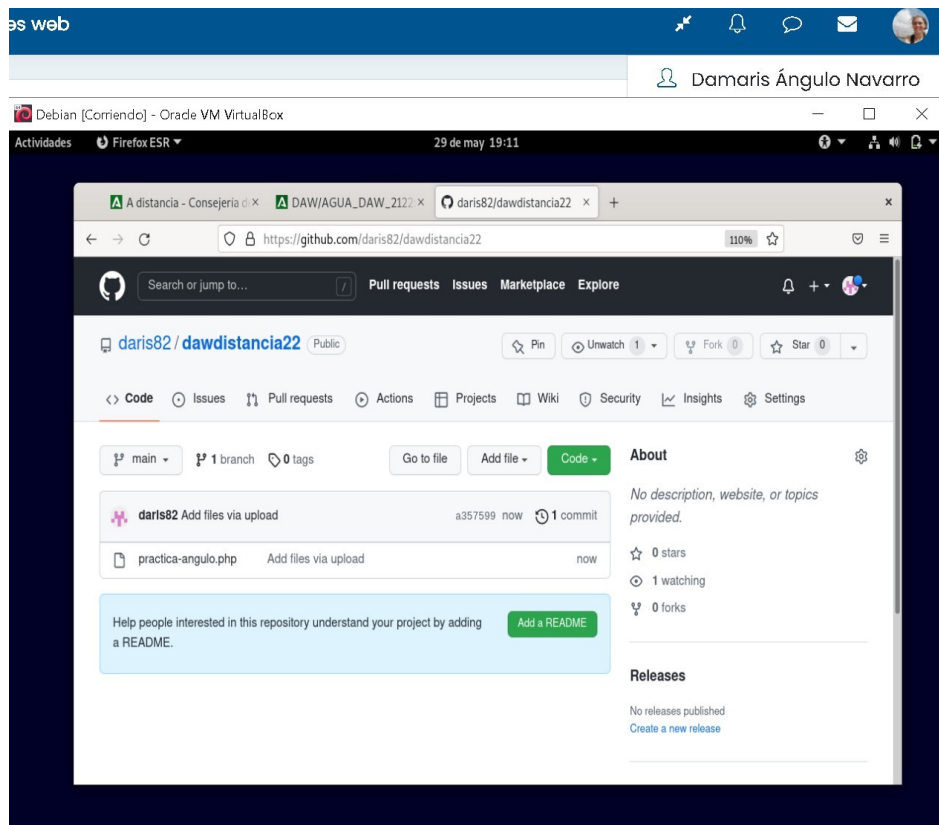 es web
Damaris Ángulo Navarro
Debian [Corriendo] - Oracle VM VirtualBox
Actividades Firefox ESR 29 de may 19:11
A distancia - Consejería d DAW/AGUA_DAW_2122 daris82/dawdistancia22
https://github.com/daris82/dawdistancia22 110%
Search or jump to... / Pull requests Issues Marketplace Explore
daris82 / dawdistancia22 Public Pin Unwatch 1 Fork 0 Star 0
Code Issues Pull requests Actions Projects Wiki Security Insights Settings
main 1 branch 0 tags Go to file Add file Code About
No description, website, or topics provided.
daris82 Add files via upload a357599 now 1 commit
practica-angulo.php Add files via upload now
0 stars
1 watching
0 forks
Help people interested in this repository understand your project by adding
a README.
Add a README
Releases
No releases published
Create a new release